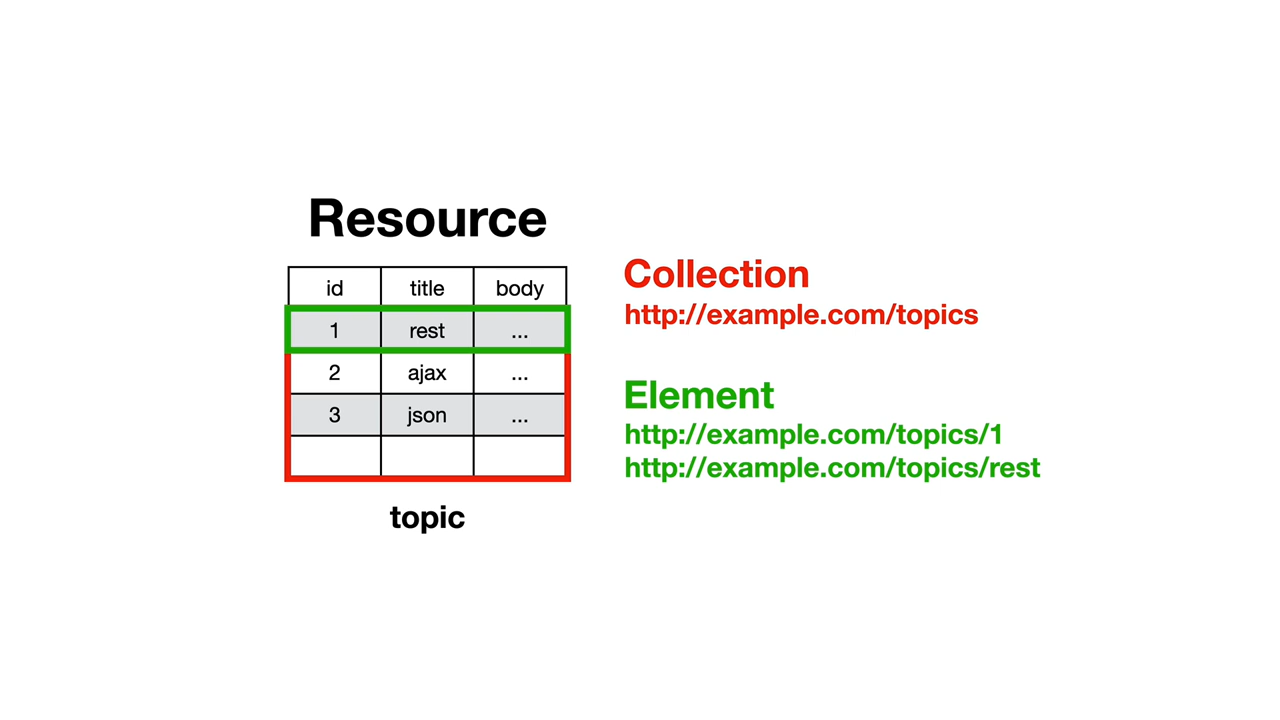 Resource
id title body
1 rest ...
2 ajax ...
3 json ...
topic
Collection
http://example.com/topics
Element
http://example.com/topics/1
http://example.com/topics/rest